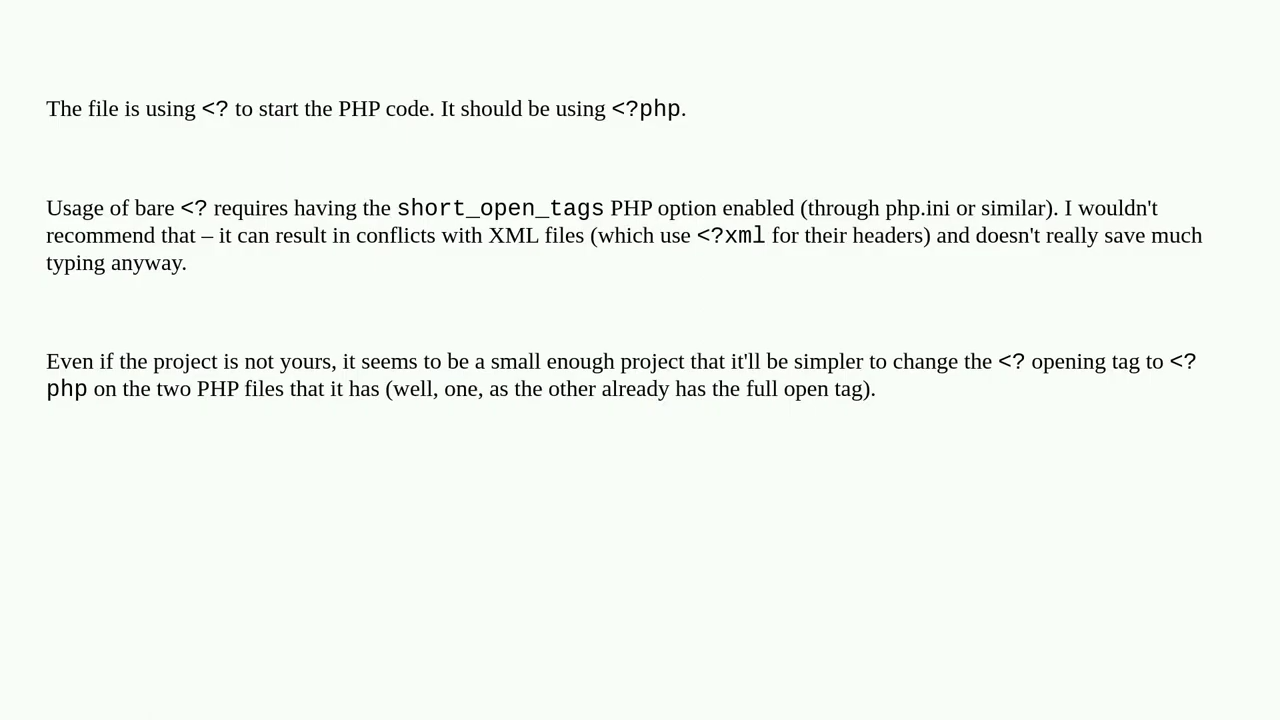 The file is using <? to start the PHP code. It should be using <?php.
Usage of bare <? requires having the short_open_tags PHP option enabled (through php.ini or similar). I wouldn't
recommend that – it can result in conflicts with XML files (which use <?xml for their headers) and doesn't really save much
typing anyway.
Even if the project is not yours, it seems to be a small enough project that it'll be simpler to change the <? opening tag to <?
php on the two PHP files that it has (well, one, as the other already has the full open tag).